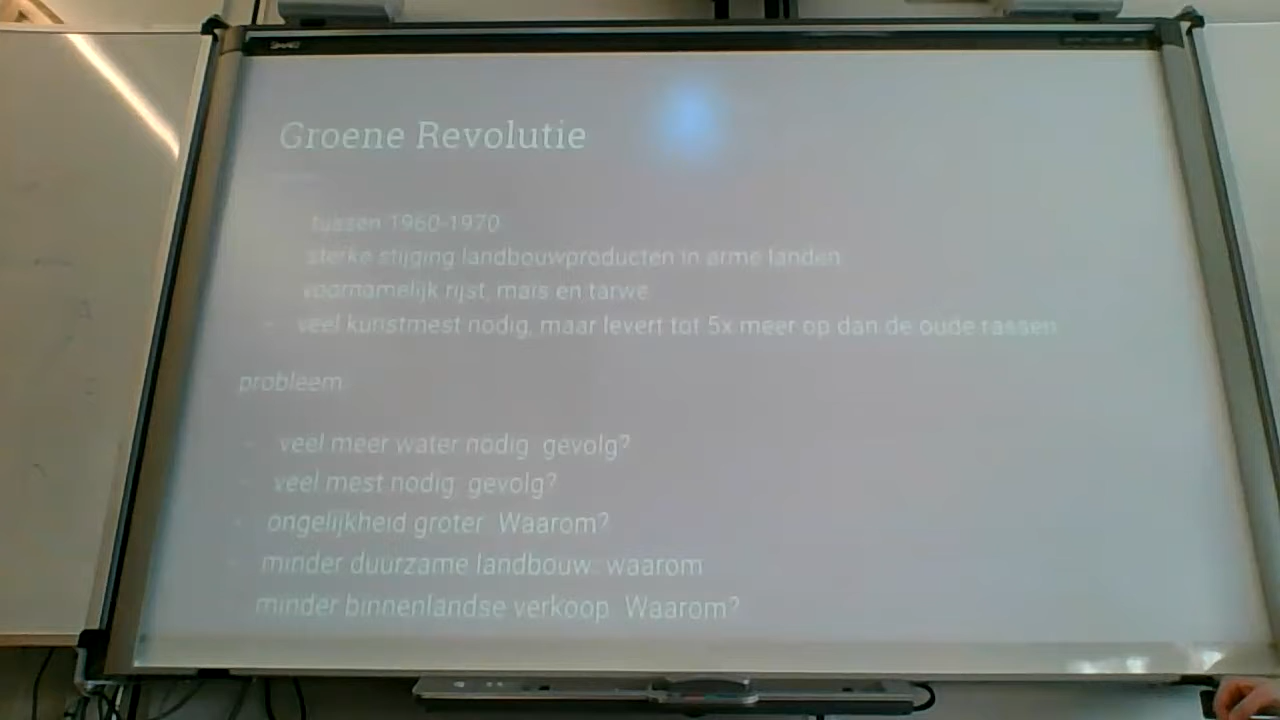 Groene Revolutie
tussen 1960-1970
sterke stijging landbouwproducten in arme landen
voornamelijk rijst, mais en tarwe
- veel kunstmest nodig, maar levert tot 5x meer op dan de oude rassen
probleem
- veel meer water nodig gevolg?
- veel mest nodig gevolg?
- ongelijkheid groter Waarom?
minder duurzame landbouw waarom
minder binnenlandse verkoop Waarom?